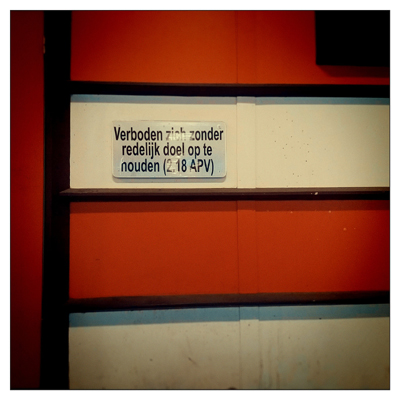 Verboden zich zonder
redelijk doel op te
houden (2.18 APV)